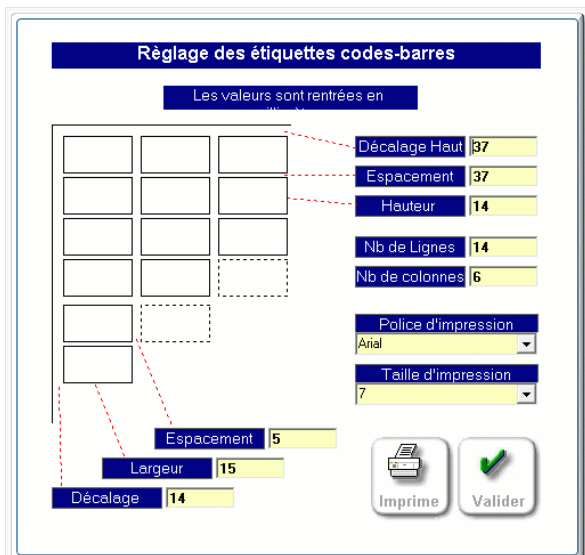 Règlage des étiquettes codes-barres
Les valeurs sont rentrées en
Décalage Haut 37
Espacement 37
Hauteur 14
Nb de Lignes 14
Nb de colonnes 6
Police d'impression
Arial
Taille d'impression
7
Espacement 5
Largeur 15
Décalage 14
Imprime
Valider